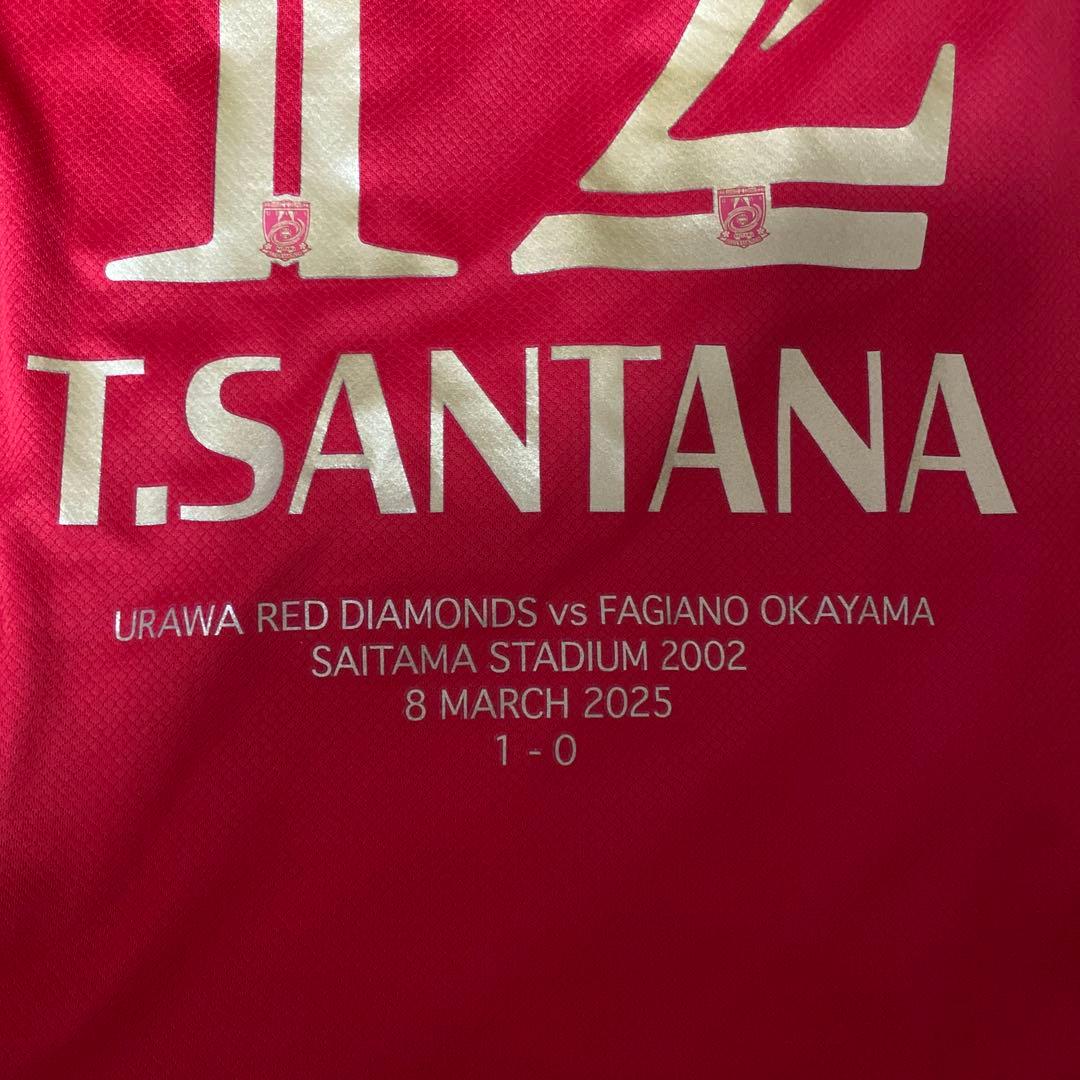 12
T.SANTANA
URAWA RED DIAMONDS vs FAGIANO OKAYAMA
SAITAMA STADIUM 2002
8 MARCH 2025
1 - 0